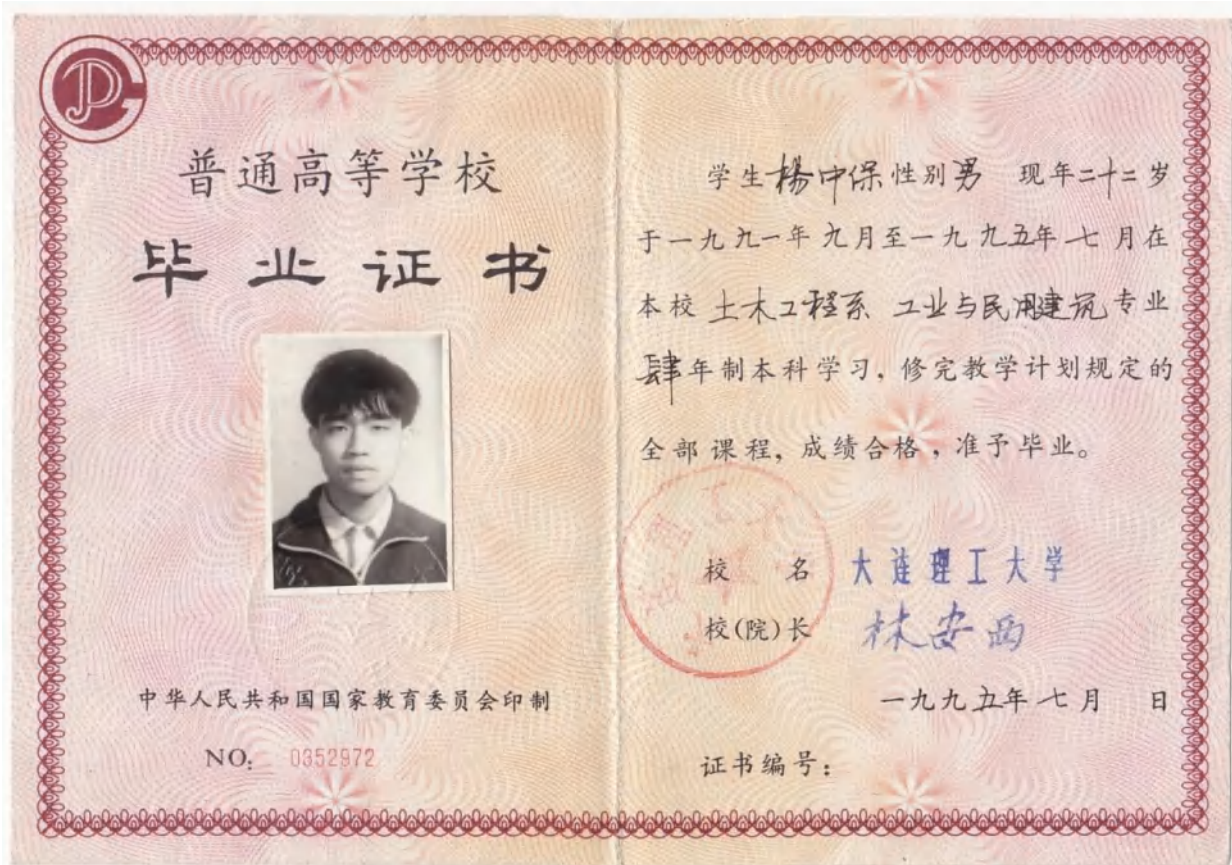 普通高等学校
毕业证书
中华人民共和国国家教育委员会印制
NO: 0352972
学生楊中保性别男 现年二十二岁
于一九九一年九月至一九九五年七月在
本校 土木工程系 工业与民用建筑专业
肆年制本科学习,修完教学计划规定的
全部课程,成绩合格,准予毕业。
校 名 大连理工大学
校(院)长 林安西
一九九五年七月 日
证书编号: